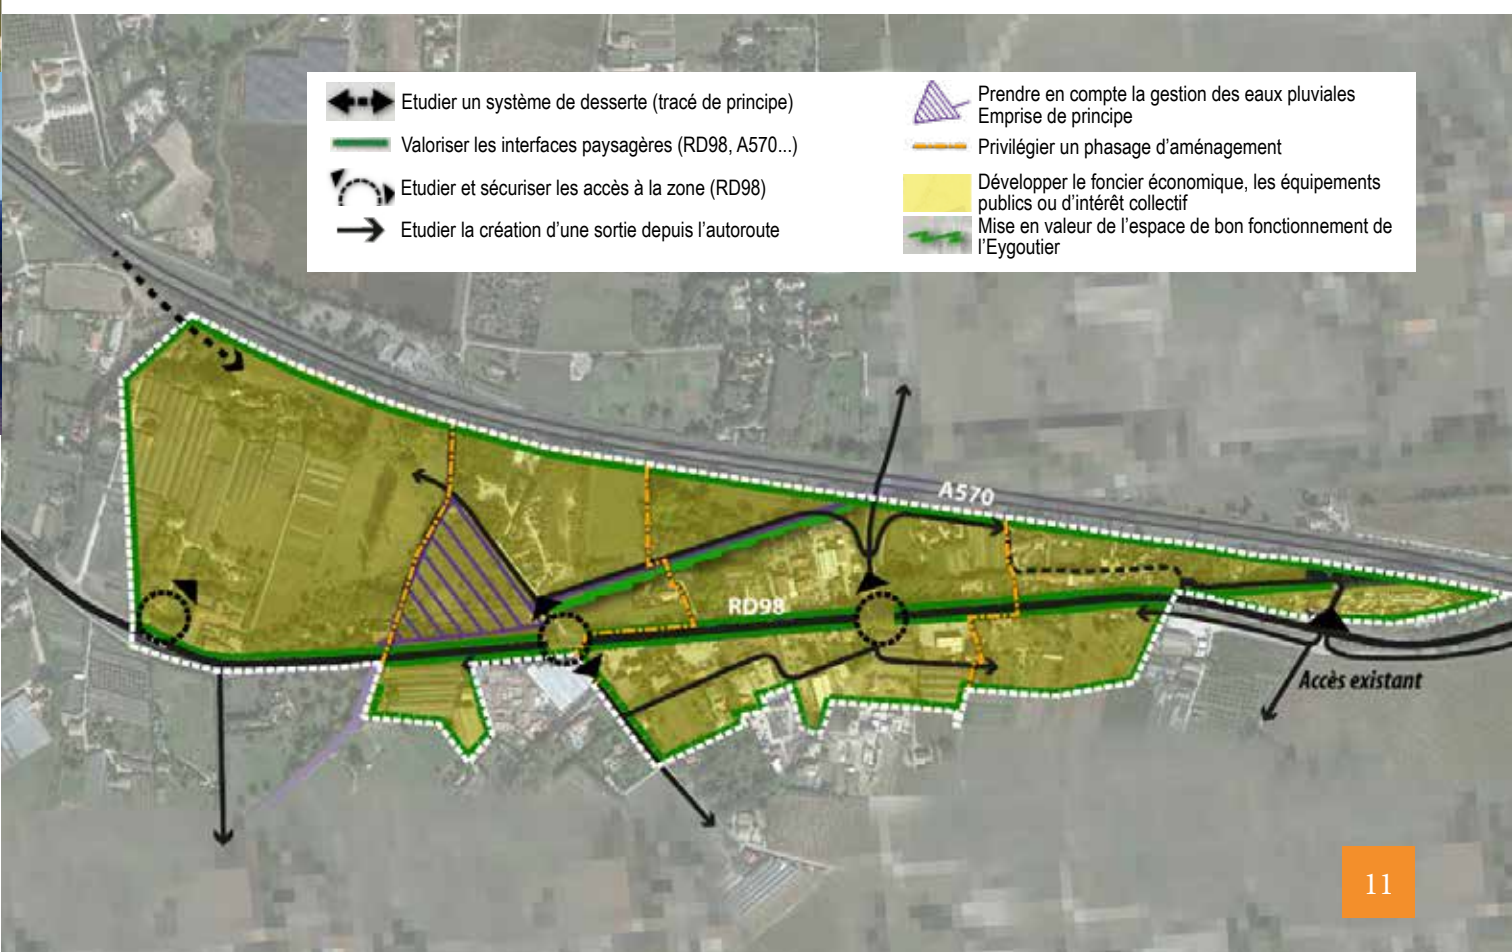 Etudier un système de desserte (tracé de principe)
Valoriser les interfaces paysagères (RD98, A570...)
Etudier et sécuriser les accès à la zone (RD98)
Etudier la création d’une sortie depuis l’autoroute
Prendre en compte la gestion des eaux pluviales
Emprise de principe
Privilégier un phasage d’aménagement
Développer le foncier économique, les équipements
publics ou d’intérêt collectif
Mise en valeur de l’espace de bon fonctionnement de
l’Eygoutier
A570
RD98
Accès existant
11